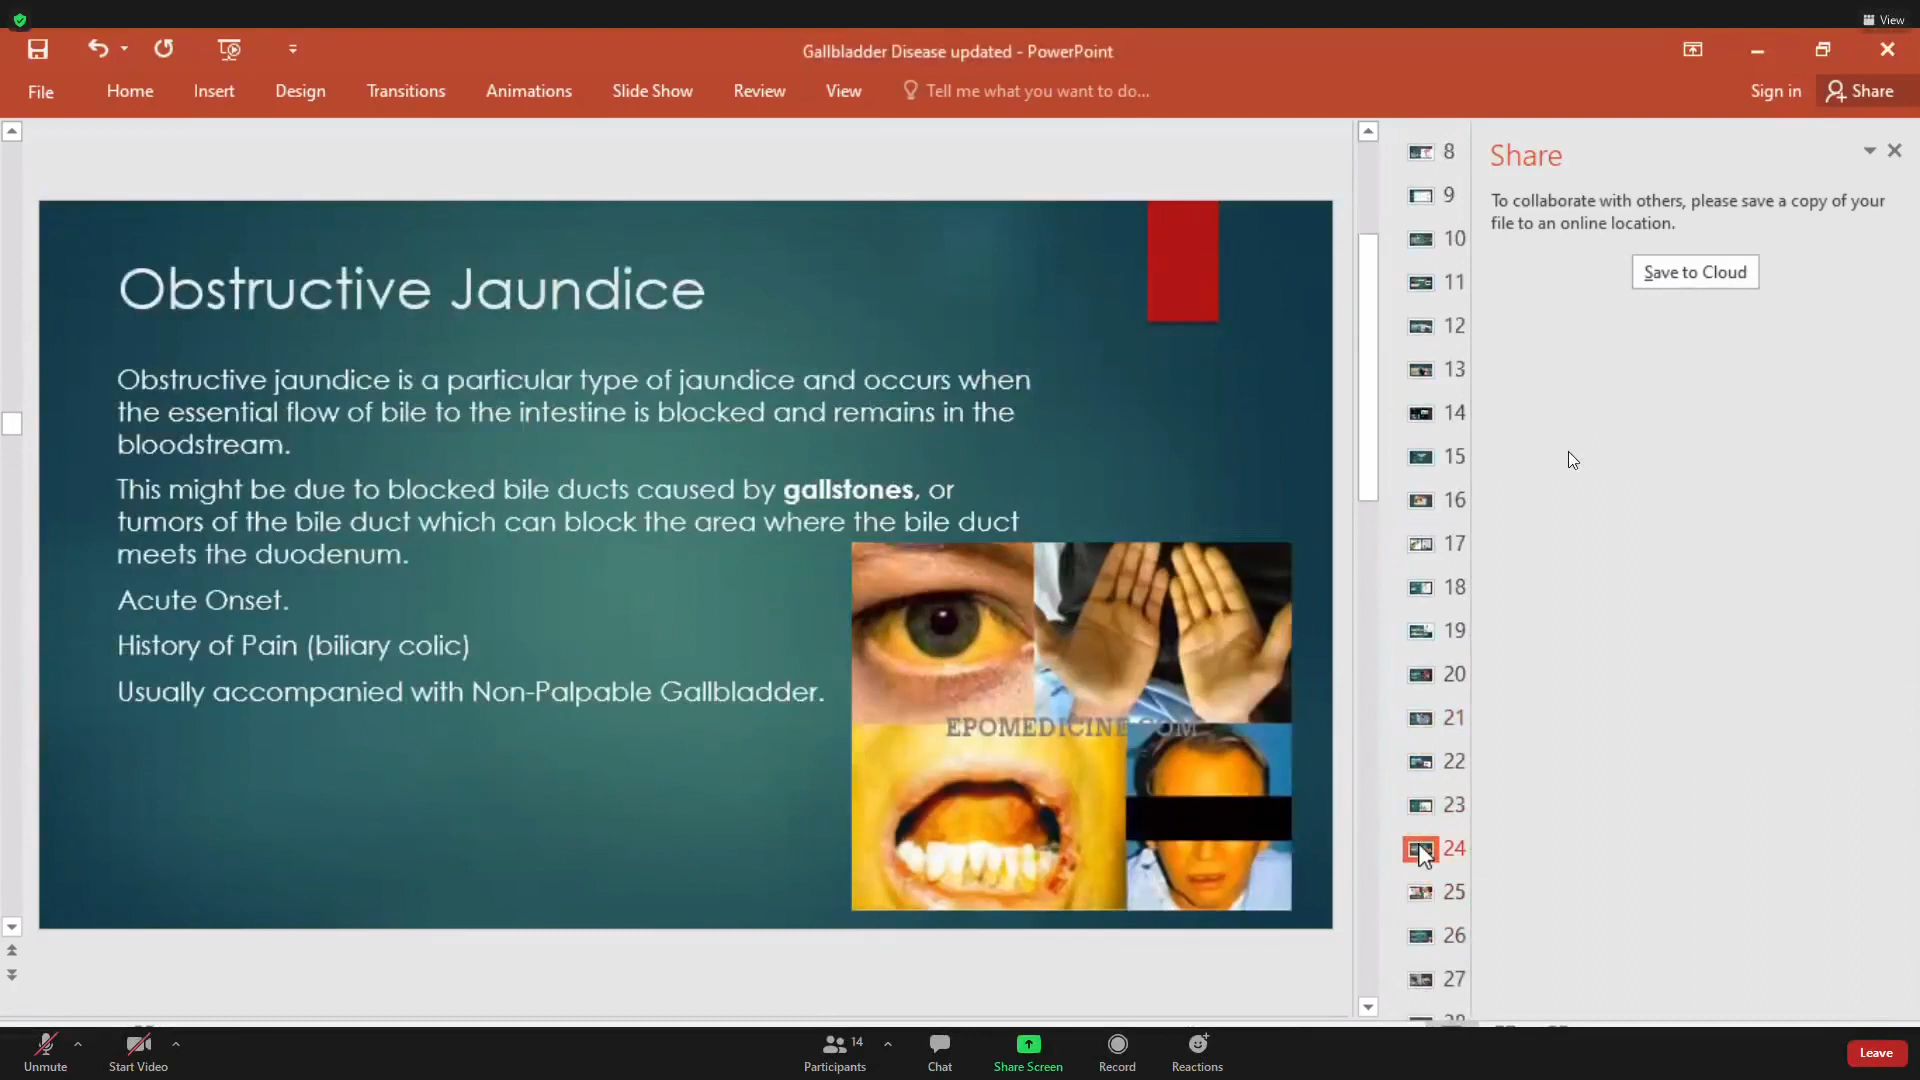 View
Gallbladder Disease updated - PowerPoint
File Home Insert Design Transitions Animations Slide Show Review View Tell me what you want to do... Sign in Share
Obstructive Jaundice
Obstructive jaundice is a particular type of jaundice and occurs when
the essential flow of bile to the intestine is blocked and remains in the
bloodstream.
This might be due to blocked bile ducts caused by gallstones, or
tumors of the bile duct which can block the area where the bile duct
meets the duodenum.
Acute Onset.
History of Pain (biliary colic)
Usually accompanied with Non-Palpable Gallbladder.
EPOMEDICINE.COM
8
9
10
11
12
13
14
15
16
17
18
19
20
21
22
23
24
25
26
27
Share
To collaborate with others, please save a copy of your
file to an online location.
Save to Cloud
Unmute Start Video Participants 14 Chat Share Screen Record Reactions Leave